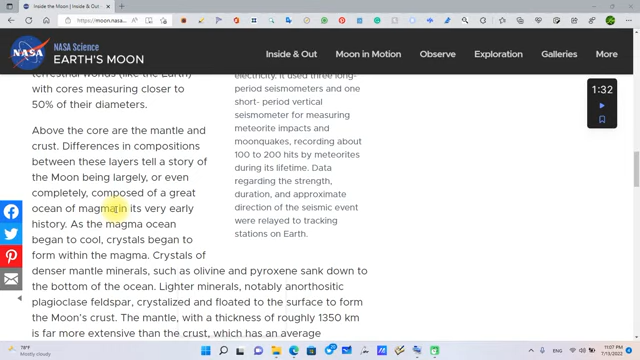 Inside the Moon | Inside & Out
https://moon.nasa.
NASA
NASA Science
EARTH'S MOON
Inside & Out
Moon in Motion
Observe
Exploration
Galleries
More
terrestrial worlds (like the Earth)
with cores measuring closer to
50% of their diameters.
Above the core are the mantle and
crust. Differences in compositions
between these layers tell a story of
the Moon being largely, or even
completely, composed of a great
ocean of magma in its very early
history. As the magma ocean
began to cool, crystals began to
form within the magma. Crystals of
denser mantle minerals, such as olivine and pyroxene sank down to
the bottom of the ocean. Lighter minerals, notably anorthositic
plagioclase feldspar, crystalized and floated to the surface to form
the Moon's crust. The mantle, with a thickness of roughly 1350 km
is far more extensive than the crust, which has an average
electricity. It used three long-
period seismometers and one
short- period vertical
seismometer for measuring
meteorite impacts and
moonquakes, recording about
100 to 200 hits by meteorites
during its lifetime. Data
regarding the strength,
duration, and approximate
direction of the seismic event
were relayed to tracking
stations on Earth.
1:32
78°F
Mostly cloudy
11:07 PM
7/15/2022